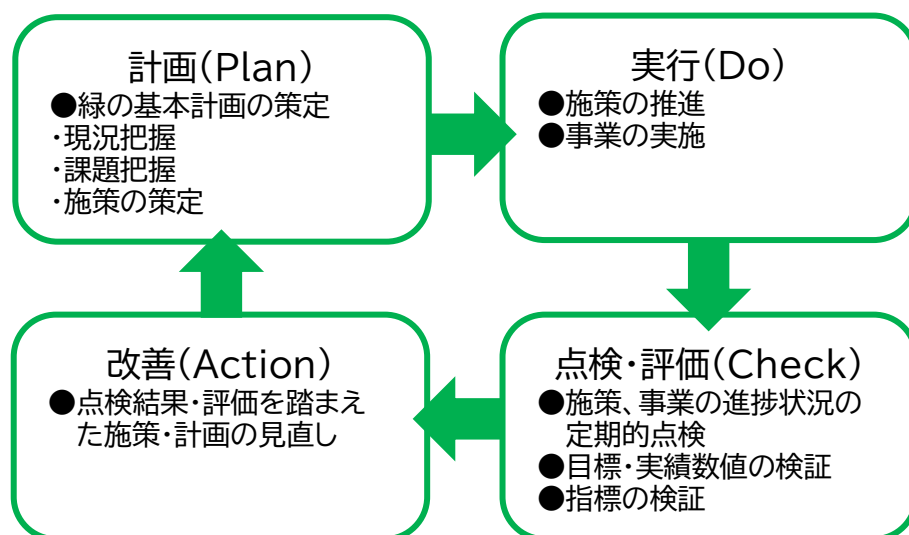 計画(Plan)
●緑の基本計画の策定
・現況把握
・課題把握
・施策の策定
実行(Do)
●施策の推進
●事業の実施
改善(Action)
●点検結果・評価を踏まえ
た施策・計画の見直し
点検・評価(Check)
●施策、事業の進捗状況の
定期的点検
●目標・実績数値の検証
●指標の検証